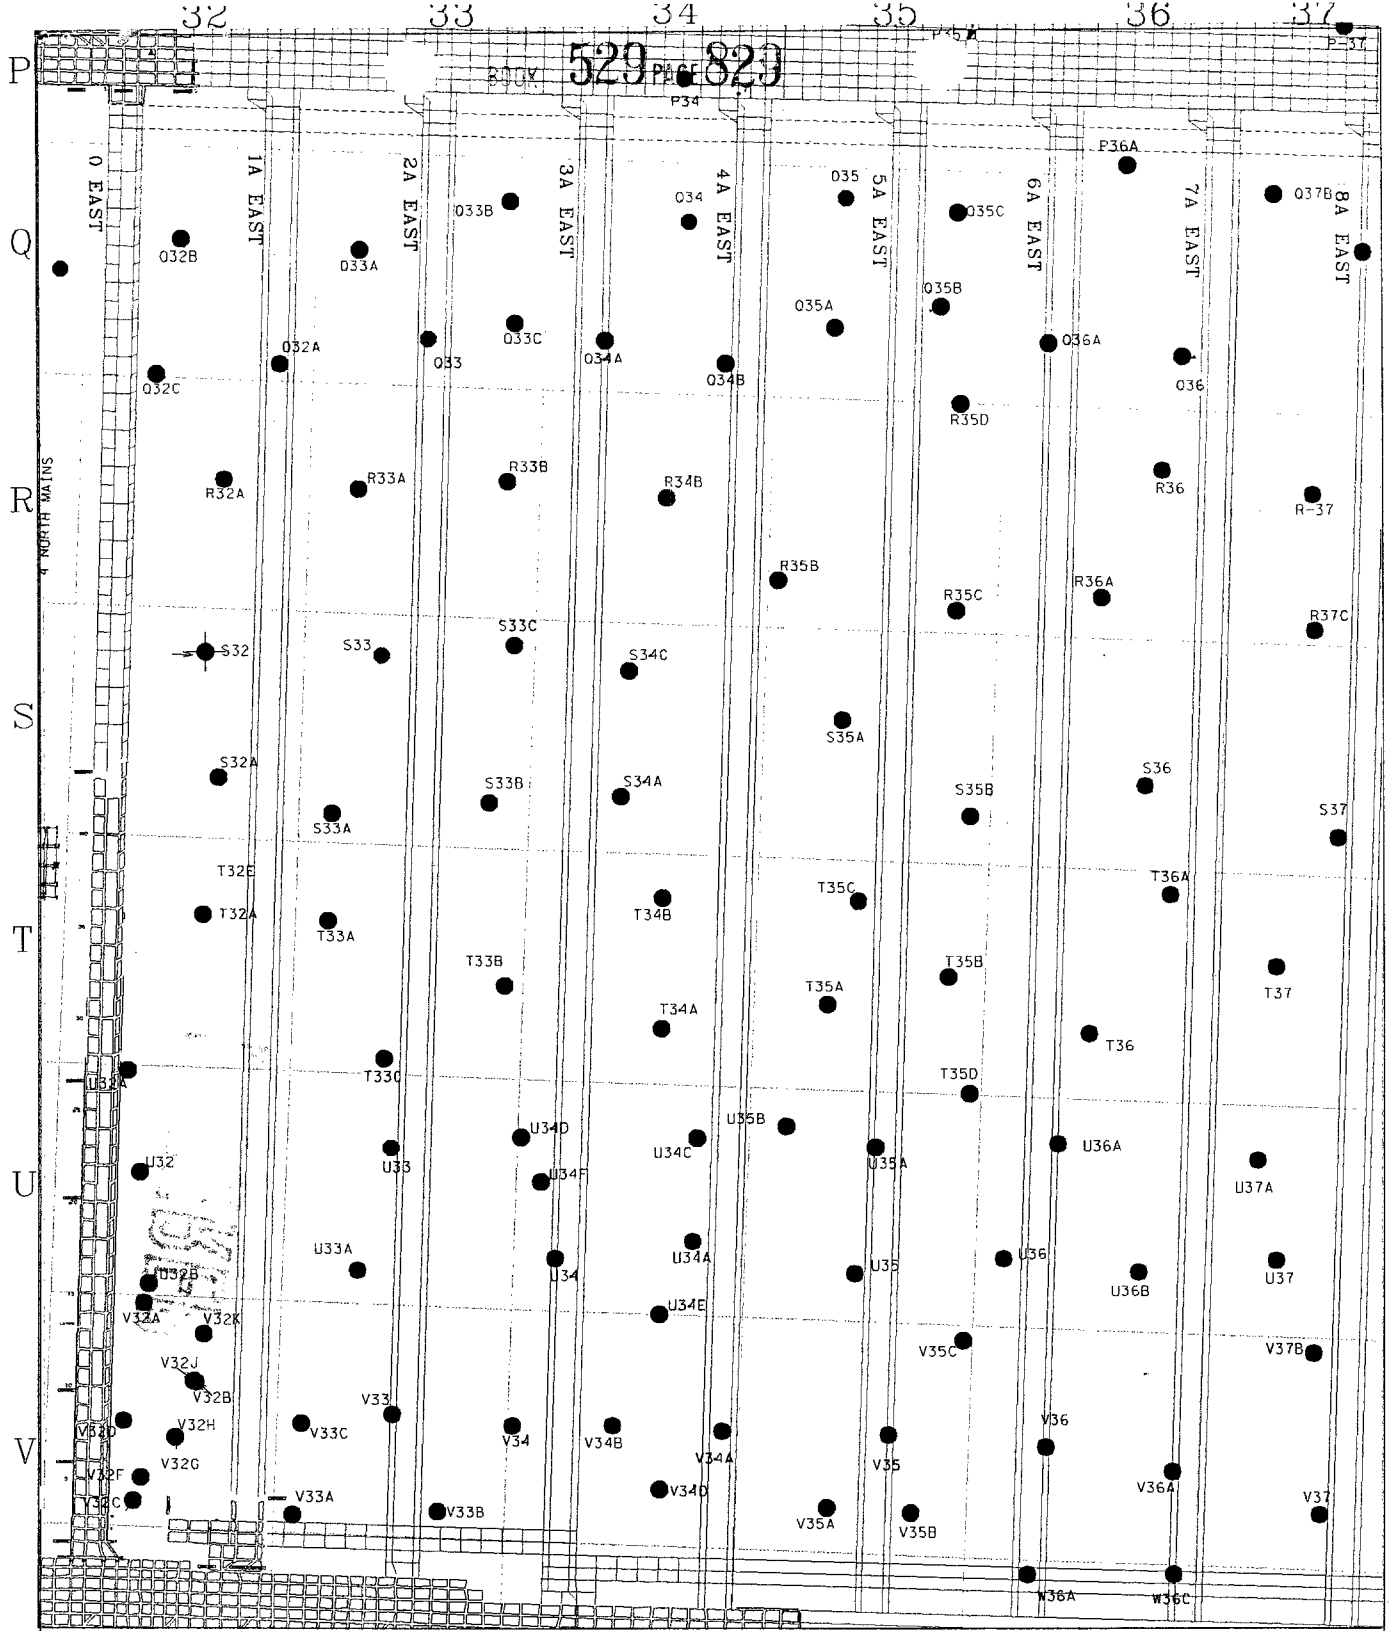 32 33 34 35 36 37
P35 P-37
P
BOOK 529 PAGE 823
P34
P36A
0 EAST
1A EAST
2A EAST
3A EAST
4A EAST
5A EAST
6A EAST
7A EAST
8A EAST
Q
Q33B Q34 O35 Q35C Q37B
Q32B O33A
Q35A Q35B
Q32A Q33 Q33C Q34A Q34B Q36A Q36
Q32C
R35D
4 NORTH MAINS
R
R32A R33A R33B R34B R36 R-37
R35B R35C R36A R37C
S32 S33 S33C S34C
S
S35A
S32A S33A S33B S34A S35B S36 S37
T32E
T32A T33A T34B T35C T36A
T
T33B T34A T35A T35B T36 T37
U32A T33C T35D
U33 U34D U34C U35B U35A U36A
U
U32 U34F U37A
U33A U34 U34A U35 U36 U36B U37
U32B
V32A V32K U34E
V35C V37B
V32J
V32B
V
V32D V32H V33C V33 V34 V34B V34A V35 V36
V32G
V32F V34D V36A
V32C V33A V33B V35A V35B V37
W36A W36C